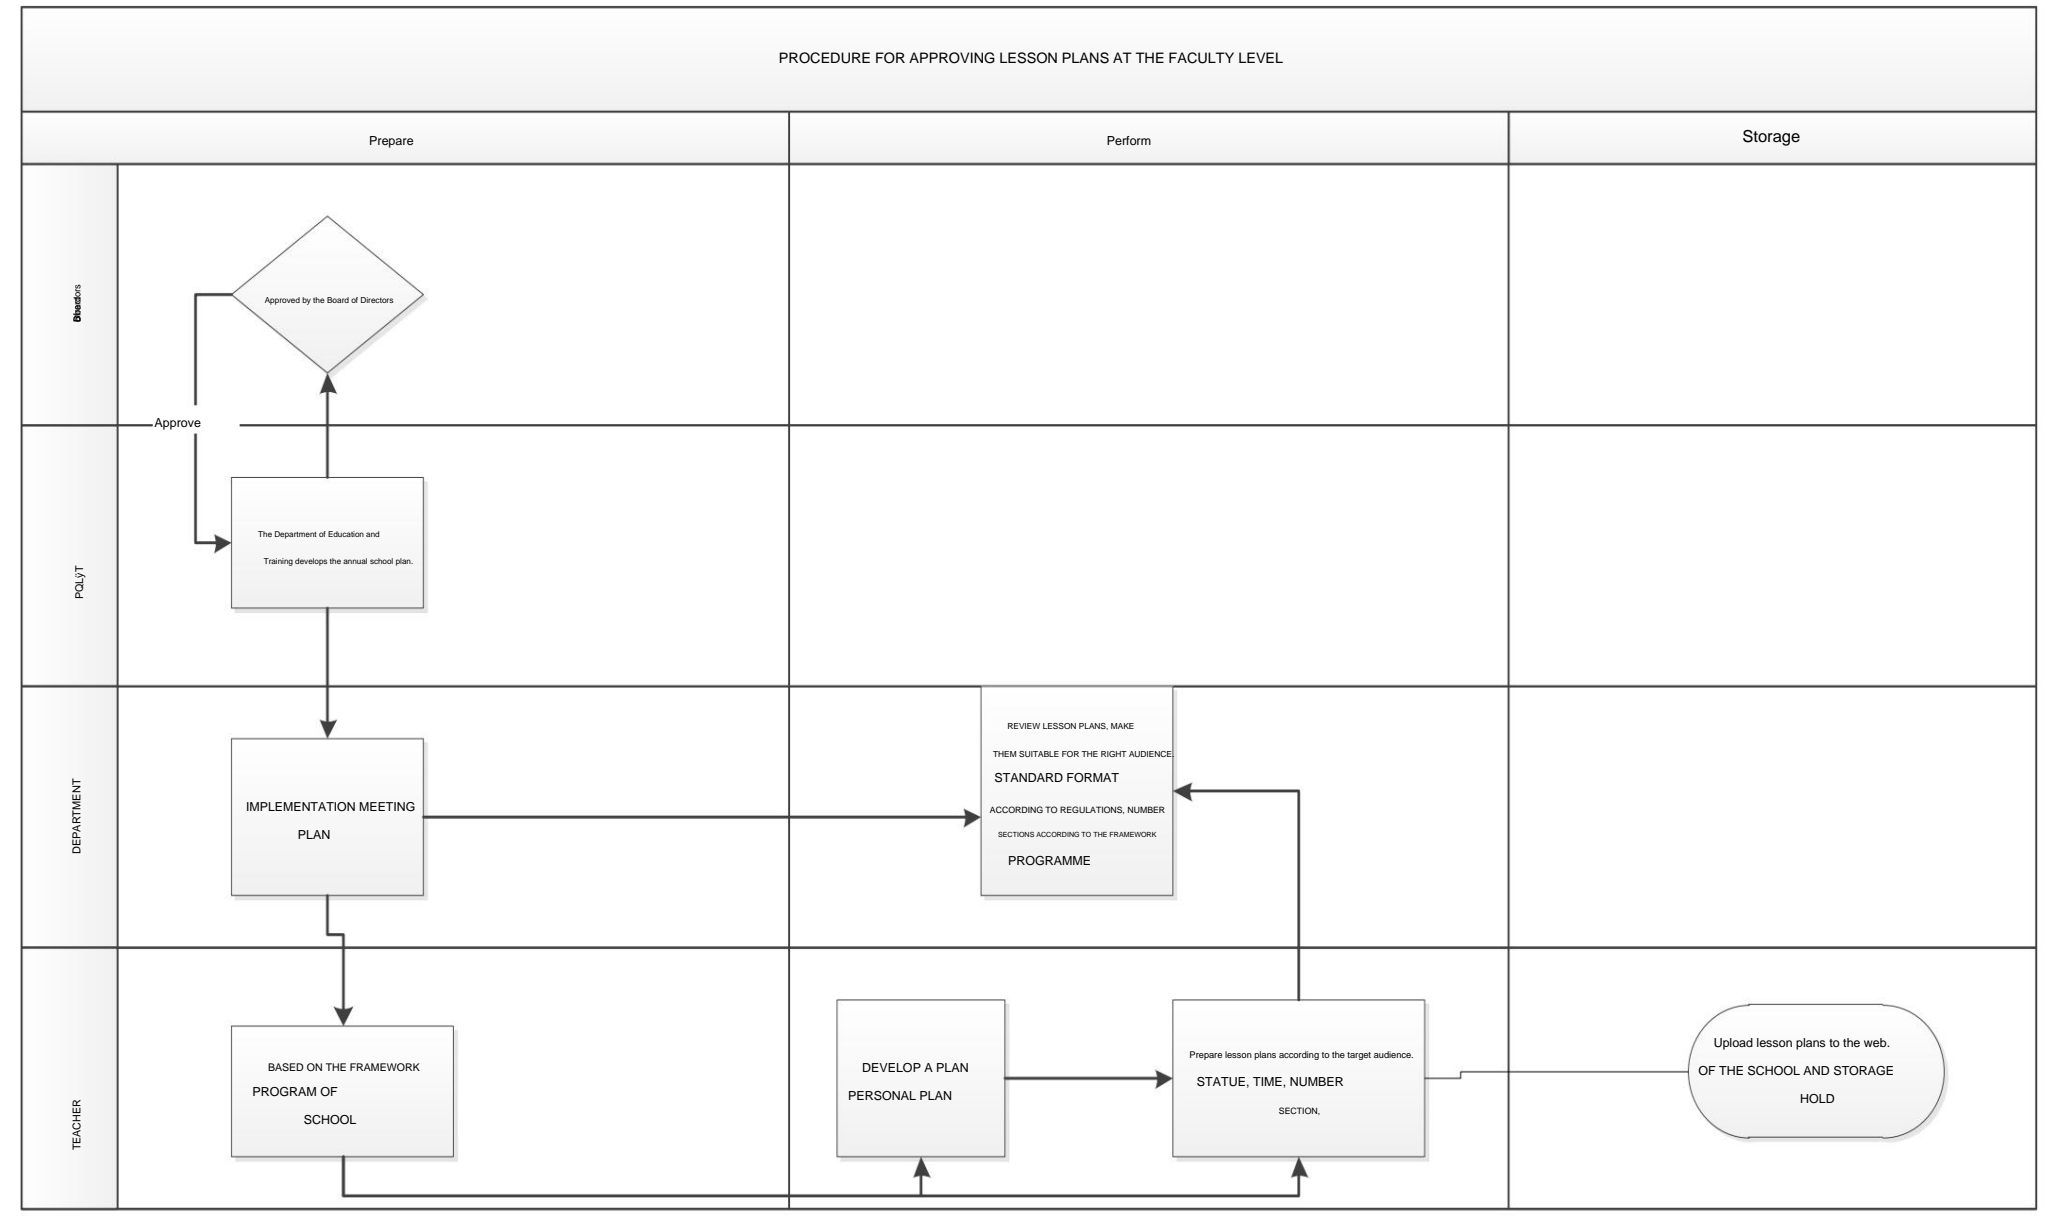 PROCEDURE FOR APPROVING LESSON PLANS AT THE FACULTY LEVEL
Prepare
Perform
Storage
Approved by the Board of Directors
Approve
PQLÿT
The Department of Education and
Training develops the annual school plan.
DEPARTMENT
IMPLEMENTATION MEETING
PLAN
REVIEW LESSON PLANS, MAKE
THEM SUITABLE FOR THE RIGHT AUDIENCE.
STANDARD FORMAT
ACCORDING TO REGULATIONS, NUMBER
SECTIONS ACCORDING TO THE FRAMEWORK
PROGRAMME
TEACHER
BASED ON THE FRAMEWORK
PROGRAM OF
SCHOOL
DEVELOP A PLAN
PERSONAL PLAN
Prepare lesson plans according to the target audience.
STATUE, TIME, NUMBER
SECTION,
Upload lesson plans to the web.
OF THE SCHOOL AND STORAGE
HOLD